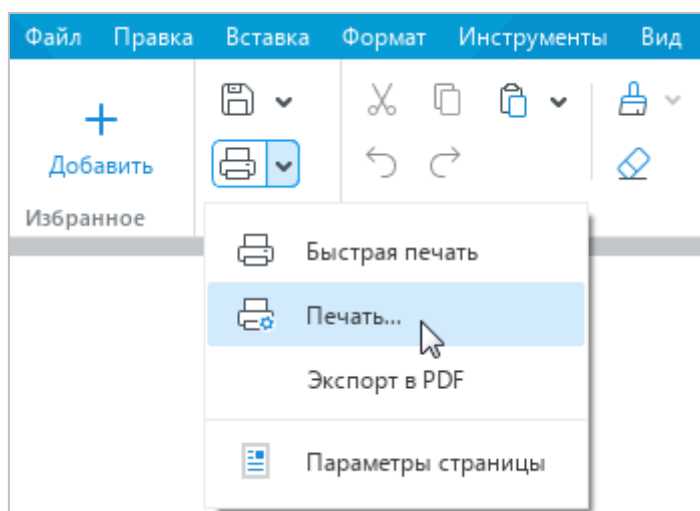 Файл Правка Вставка Формат Инструменты Вид
Добавить
Избранное
Быстрая печать
Печать...
Экспорт в PDF
Параметры страницы